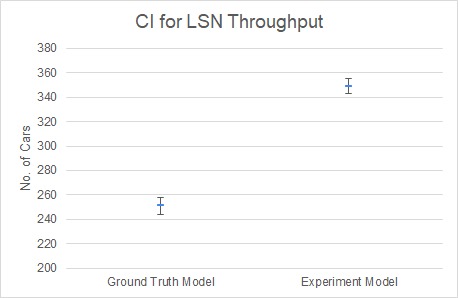 CI for LSN Throughput
No. of Cars
380
360
340
320
300
280
260
240
220
200
Ground Truth Model
Experiment Model